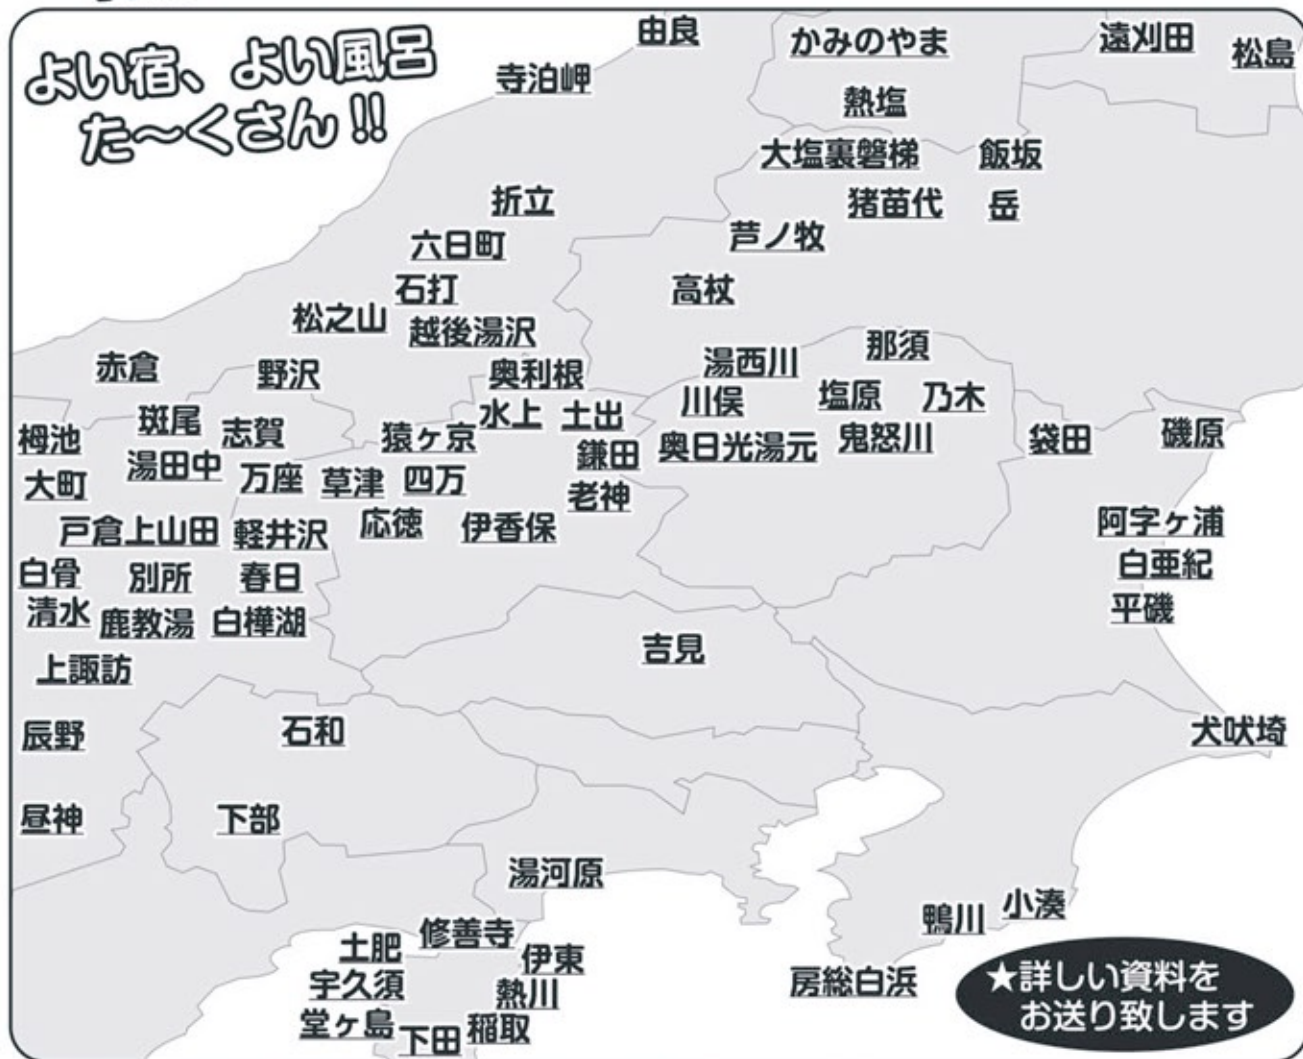 よい宿、よい風呂
た〜くさん!!
由良
かみのやま
遠刈田
松島
寺泊岬
熱塩
大塩裏磐梯
飯坂
折立
猪苗代
岳
六日町
芦ノ牧
石打
高杖
松之山
越後湯沢
赤倉
野沢
奥利根
湯西川
那須
栂池
斑尾
志賀
猿ヶ京
水上
土出
川俣
塩原
乃木
大町
湯田中
万座
草津
四万
鎌田
奥日光湯元
鬼怒川
袋田
磯原
老神
戸倉上山田
軽井沢
応徳
伊香保
阿字ヶ浦
白骨
別所
春日
白亜紀
清水
鹿教湯
白樺湖
平磯
上諏訪
吉見
辰野
石和
犬吠埼
昼神
下部
湯河原
鴨川
小湊
土肥
修善寺
伊東
宇久須
熱川
房総白浜
堂ヶ島
下田
稲取
★詳しい資料を
お送り致します